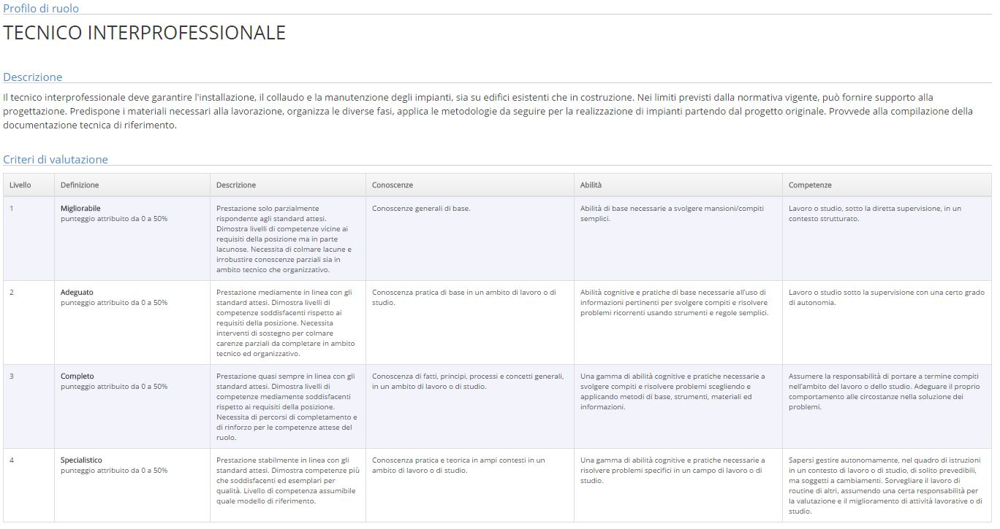 Profilo di ruolo
TECNICO INTERPROFESSIONALE
Descrizione
Il tecnico interprofessionale deve garantire l'installazione, il collaudo e la manutenzione degli impianti, sia su edifici esistenti che in costruzione. Nei limiti previsti dalla normativa vigente, può fornire supporto alla
progettazione. Predispone i materiali necessari alla lavorazione, organizza le diverse fasi, applica le metodologie da seguire per la realizzazione di impianti partendo dal progetto originale. Provvede alla compilazione della
documentazione tecnica di riferimento.
Criteri di valutazione
Livello
Definizione
Descrizione
Conoscenze
Abilità
Competenze
1
Migliorabile
punteggio attribuito da 0 a 50%
Prestazione solo parzialmente
rispondente agli standard attesi.
Dimostra livelli di competenze vicine ai
requisiti della posizione ma in parte
lacunose. Necessita di colmare lacune e
irrobustire conoscenze parziali sia in
ambito tecnico che organizzativo.
Conoscenze generali di base.
Abilità di base necessarie a svolgere mansioni/compiti
semplici.
Lavoro o studio, sotto la diretta supervisione, in un
contesto strutturato.
2
Adeguato
punteggio attribuito da 0 a 50%
Prestazione mediamente in linea con gli
standard attesi. Dimostra livelli di
competenze soddisfacenti rispetto ai
requisiti della posizione. Necessita
interventi di sostegno per colmare
carenze parziali da completare in ambito
tecnico ed organizzativo.
Conoscenza pratica di base in un ambito di lavoro o di
studio.
Abilità cognitive e pratiche di base necessarie all'uso di
informazioni pertinenti per svolgere compiti e risolvere
problemi ricorrenti usando strumenti e regole semplici.
Lavoro o studio sotto la supervisione con una certo grado
di autonomia.
3
Completo
punteggio attribuito da 0 a 50%
Prestazione quasi sempre in linea con gli
standard attesi. Dimostra livelli di
competenze mediamente soddisfacenti
rispetto ai requisiti della posizione.
Necessita di percorsi di completamento e
di rinforzo per le competenze attese del
ruolo.
Conoscenza di fatti, principi, processi e concetti generali,
in un ambito di lavoro o di studio.
Una gamma di abilità cognitive e pratiche necessarie a
svolgere compiti e risolvere problemi scegliendo e
applicando metodi di base, strumenti, materiali ed
informazioni.
Assumere la responsabilità di portare a termine compiti
nell'ambito del lavoro o dello studio. Adeguare il proprio
comportamento alle circostanze nella soluzione dei
problemi.
4
Specialistico
punteggio attribuito da 0 a 50%
Prestazione stabilmente in linea con gli
standard attesi. Dimostra competenze più
che soddisfacenti ed esemplari per
qualità. Livello di competenza assumibile
quale modello di riferimento.
Conoscenza pratica e teorica in ampi contesti in un
ambito di lavoro o di studio.
Una gamma di abilità cognitive e pratiche necessarie a
risolvere problemi specifici in un campo di lavoro o di
studio.
Sapersi gestire autonomamente, nel quadro di istruzioni
in un contesto di lavoro o di studio, di solito prevedibili,
ma soggetti a cambiamenti. Sorvegliare il lavoro di
routine di altri, assumendo una certa responsabilità per
la valutazione e il miglioramento di attività lavorative o di
studio.